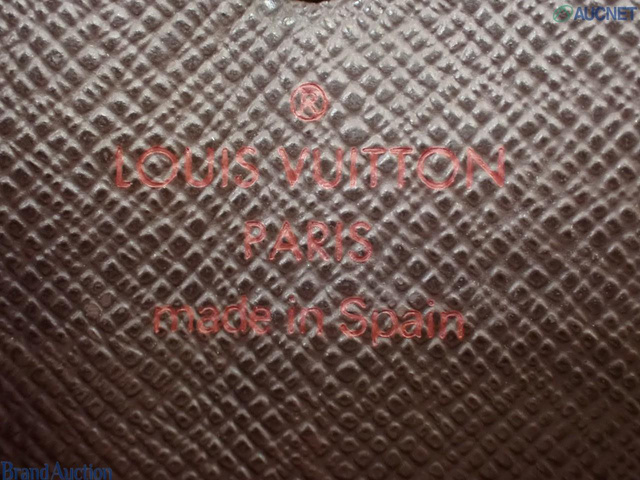 AUCNET
®
LOUIS VUITTON
PARIS
made in Spain
Brand Auction